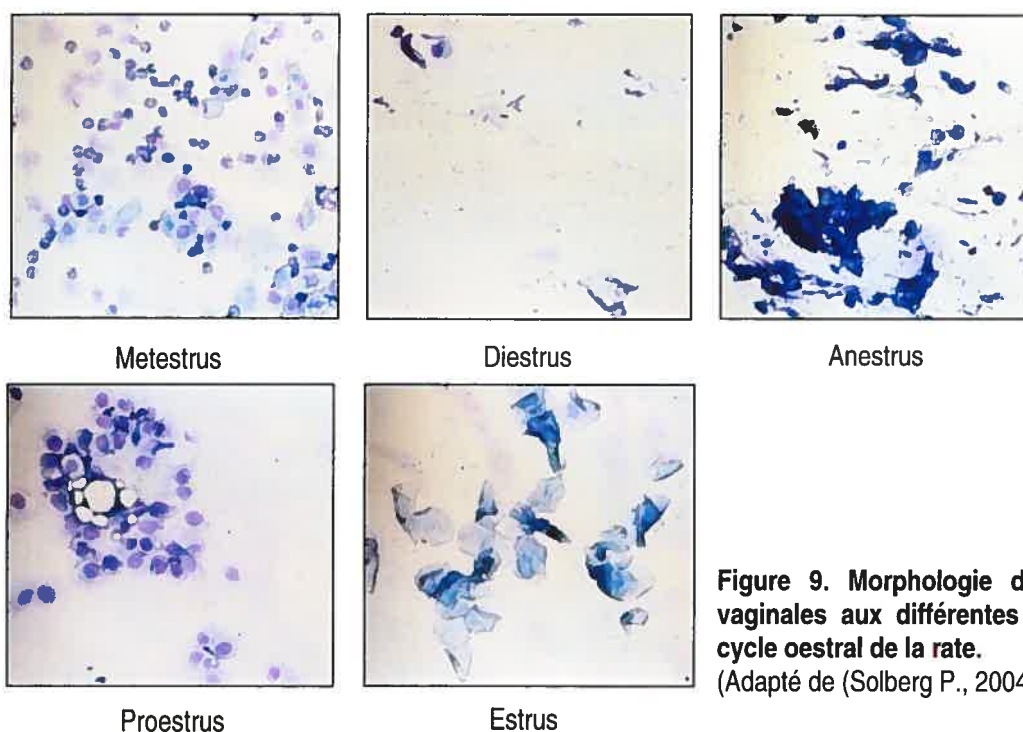 Metestrus
Diestrus
Anestrus
Proestrus
Estrus
Figure 9. Morphologie d
vaginales aux différentes
cycle oestral de la rate.
(Adapté de (Solberg P., 2004